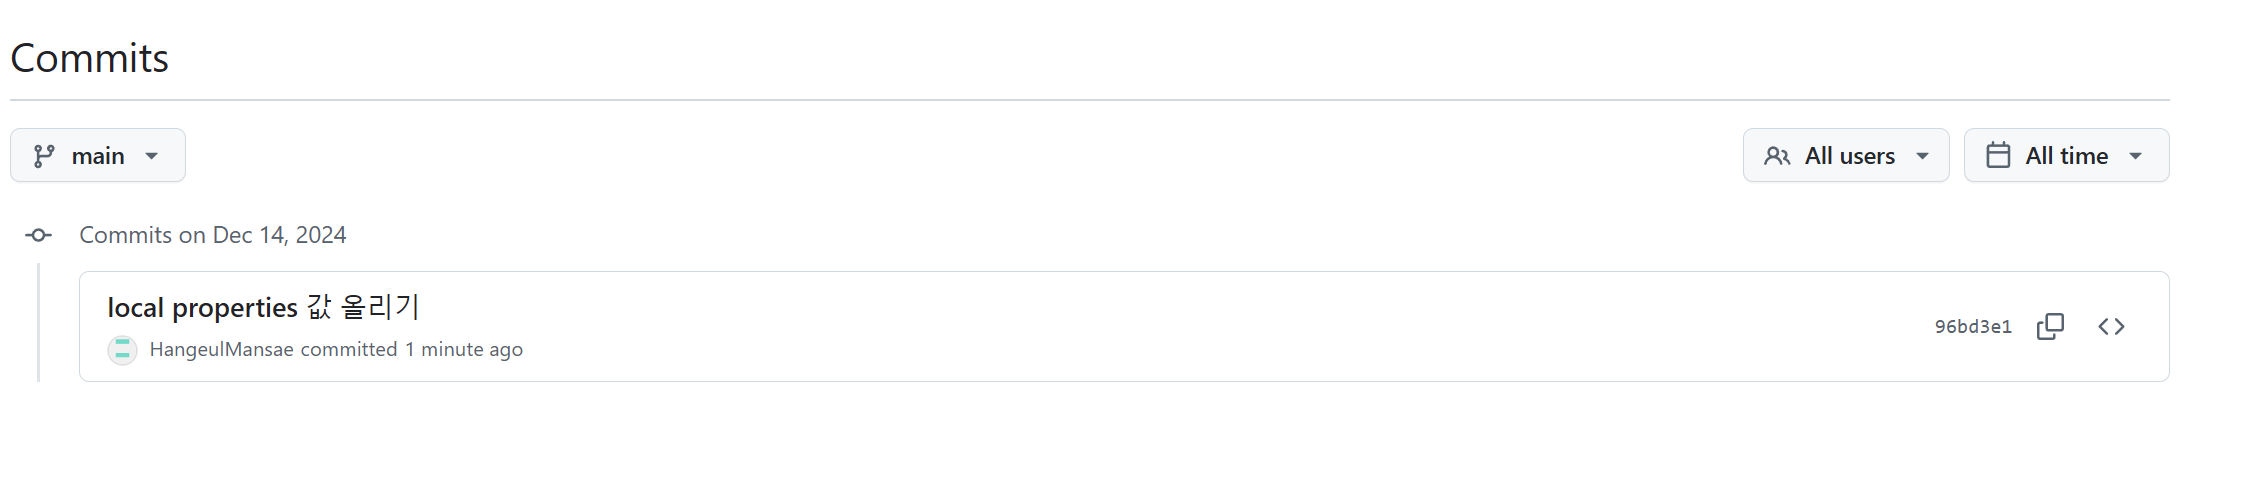 Commits
main
All users
All time
Commits on Dec 14, 2024
local properties 값 올리기
96bd3e1
HangeulMansae committed 1 minute ago